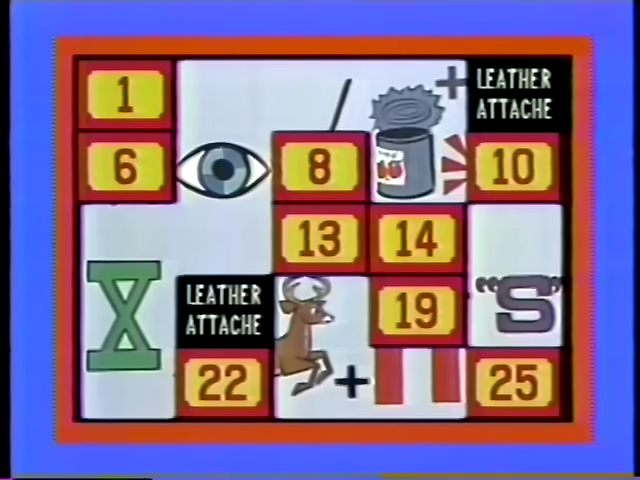 1
+
LEATHER
ATTACHE
6
8
10
13
14
X
LEATHER
ATTACHE
19
"S"
22
+
25